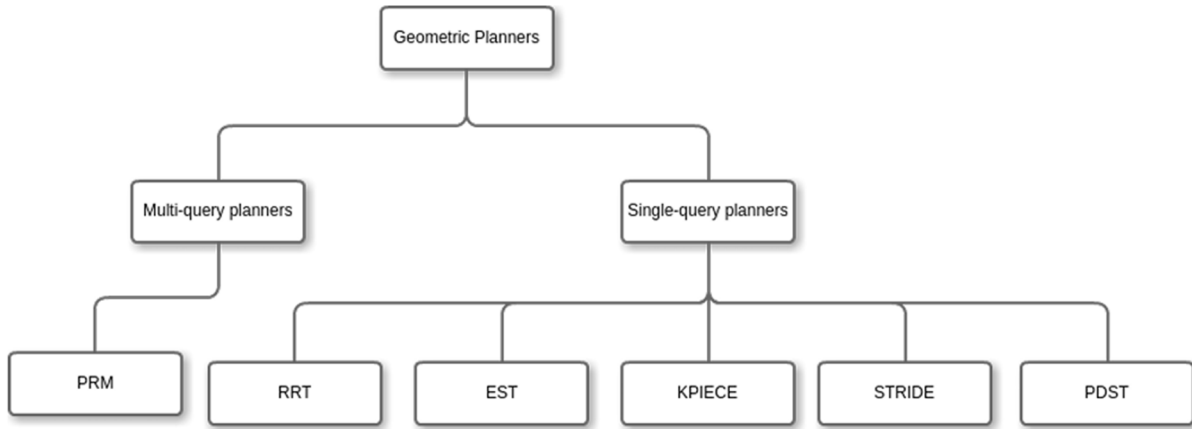 Geometric Planners
Multi-query planners
Single-query planners
PRM
RRT
EST
KPIECE
STRIDE
PDST